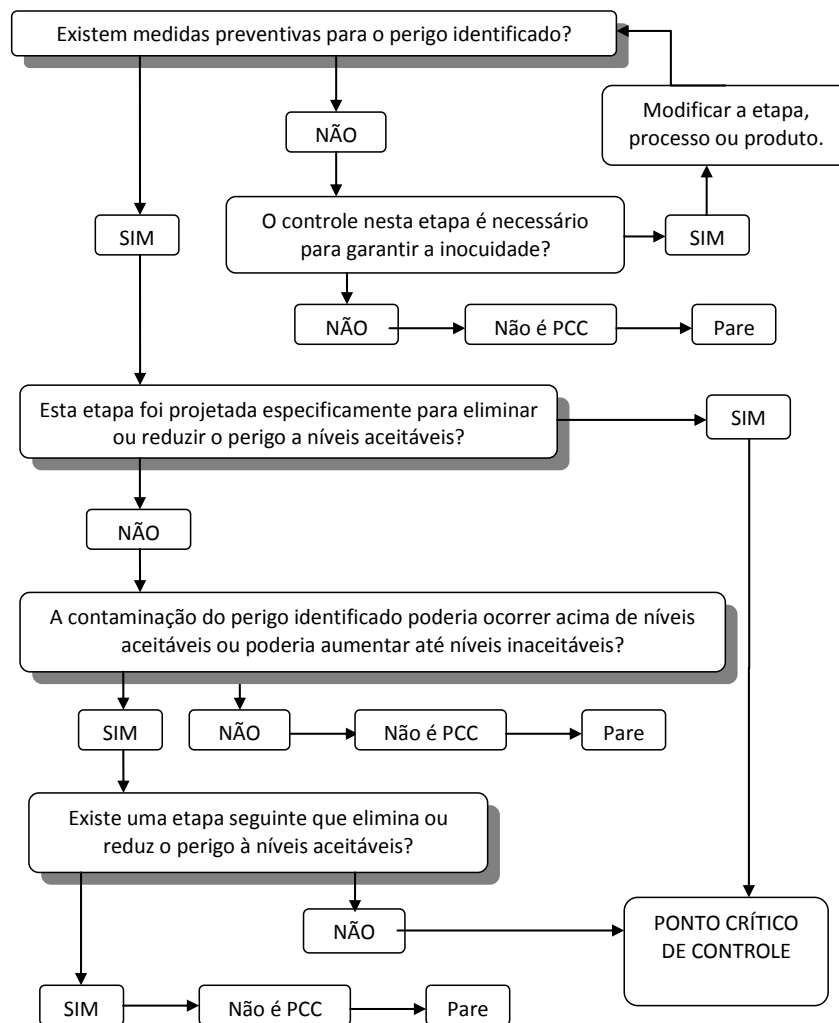 Existem medidas preventivas para o perigo identificado?
NÃO
Modificar a etapa,
processo ou produto.
SIM
O controle nesta etapa é necessário
para garantir a inocuidade?
SIM
NÃO
Não é PCC
Pare
Esta etapa foi projetada especificamente para eliminar
ou reduzir o perigo a níveis aceitáveis?
SIM
NÃO
A contaminação do perigo identificado poderia ocorrer acima de níveis
aceitáveis ou poderia aumentar até níveis inaceitáveis?
SIM
NÃO
Não é PCC
Pare
Existe uma etapa seguinte que elimina ou
reduz o perigo à níveis aceitáveis?
NÃO
PONTO CRÍTICO
DE CONTROLE
SIM
Não é PCC
Pare